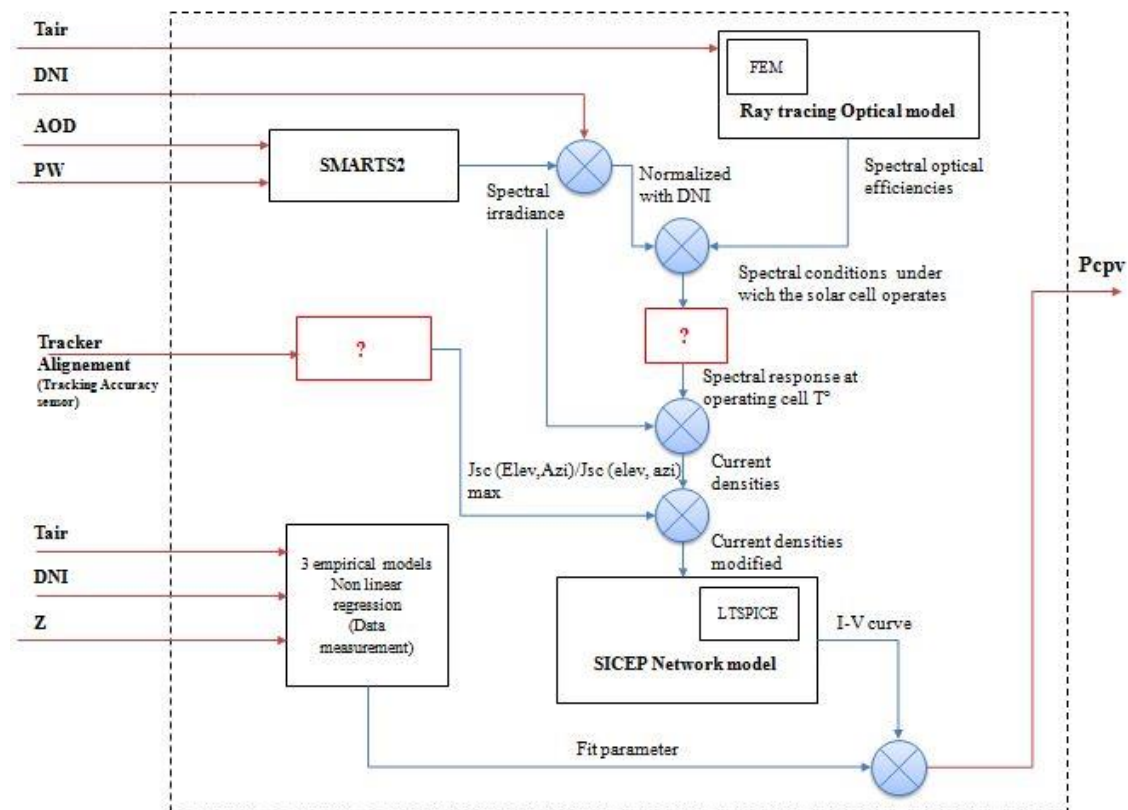 Tair
DNI
AOD
PW
FEM
Ray tracing Optical model
SMARTS2
Spectral
irradiance
Normalized
with DNI
Spectral optical
efficiencies
Spectral conditions under
wich the solar cell operates
Pcpv
?
Tracker
Alignement
(Tracking Accuracy
sensor)
?
Spectral response at
operating cell T°
Jsc (Elev,Azi)/Jsc (elev, azi)
max
Current
densities
Current densities
modified
Tair
DNI
Z
3 empirical models
Non linear
regression
(Data
measurement)
LTSPICE
SICEP Network model
I-V curve
Fit parameter